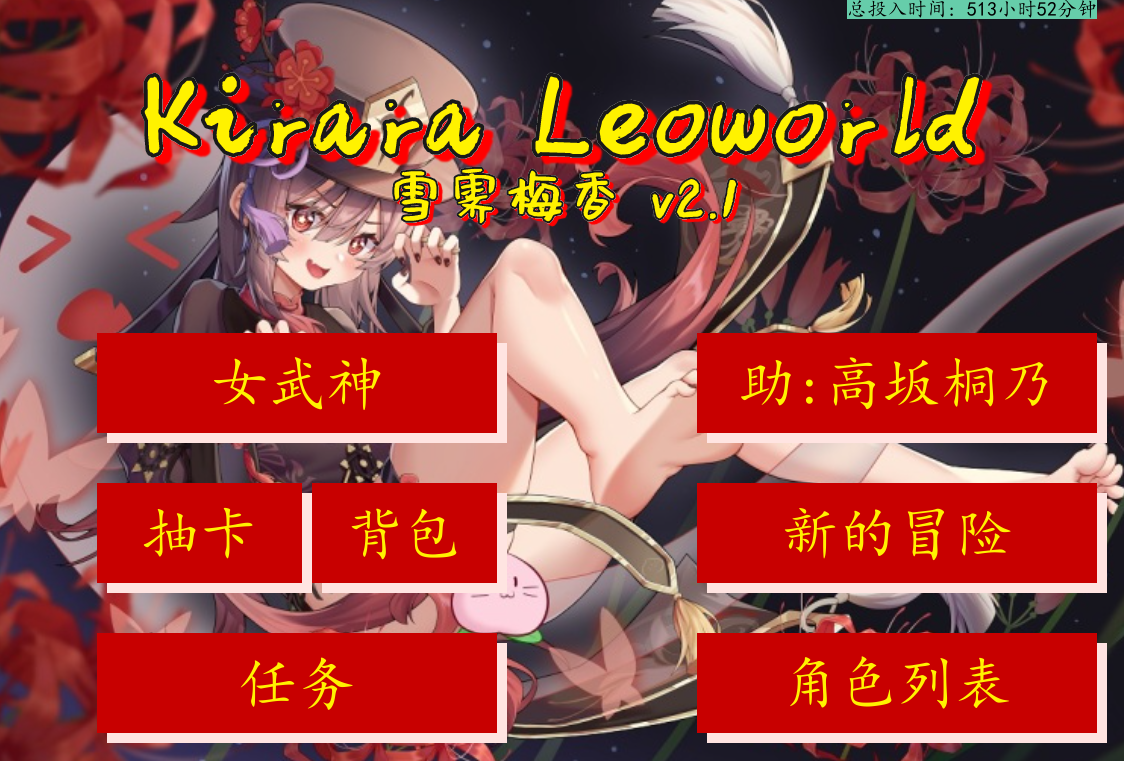 总投入时间: 513小时52分钟
Kirara Leoworld
雪霁梅香 v2.1
女武神
助:高坂桐乃
抽卡
背包
新的冒险
任务
角色列表